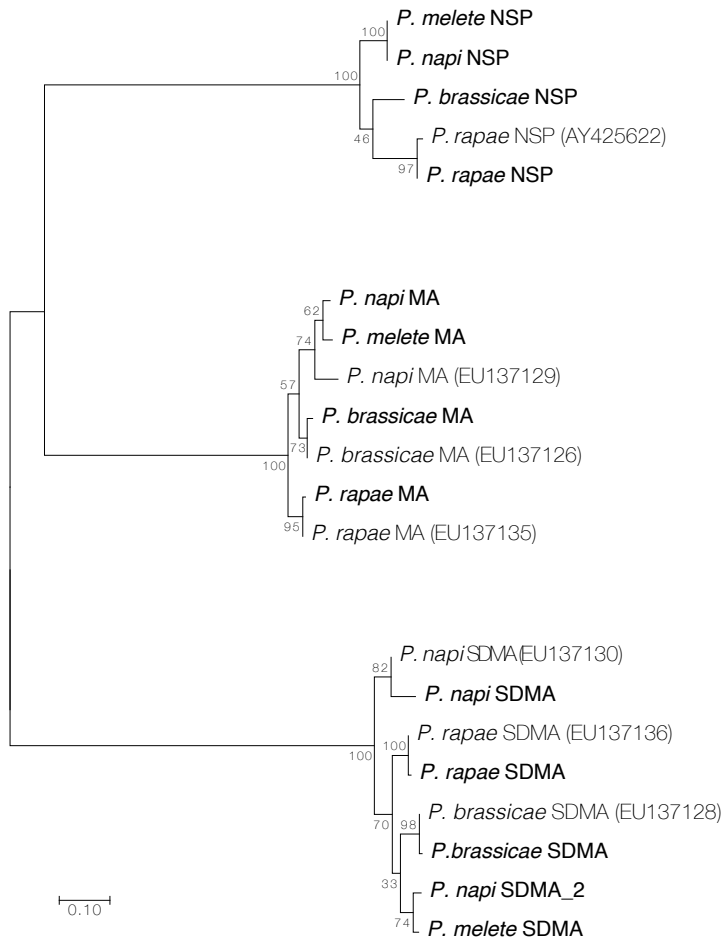 P. melete NSP
100
P. napi NSP
100
P. brassicae NSP
46
P. rapae NSP (AY425622)
97
P. rapae NSP
P. napi MA
62
P. melete MA
74
P. napi MA (EU137129)
57
P. brassicae MA
73
P. brassicae MA (EU137126)
100
P. rapae MA
95
P. rapae MA (EU137135)
P. napi SDMA(EU137130)
82
P. napi SDMA
P. rapae SDMA (EU137136)
100
100
P. rapae SDMA
P. brassicae SDMA (EU137128)
70
98
P.brassicae SDMA
33
P. napi SDMA_2
0.10
74
P. melete SDMA